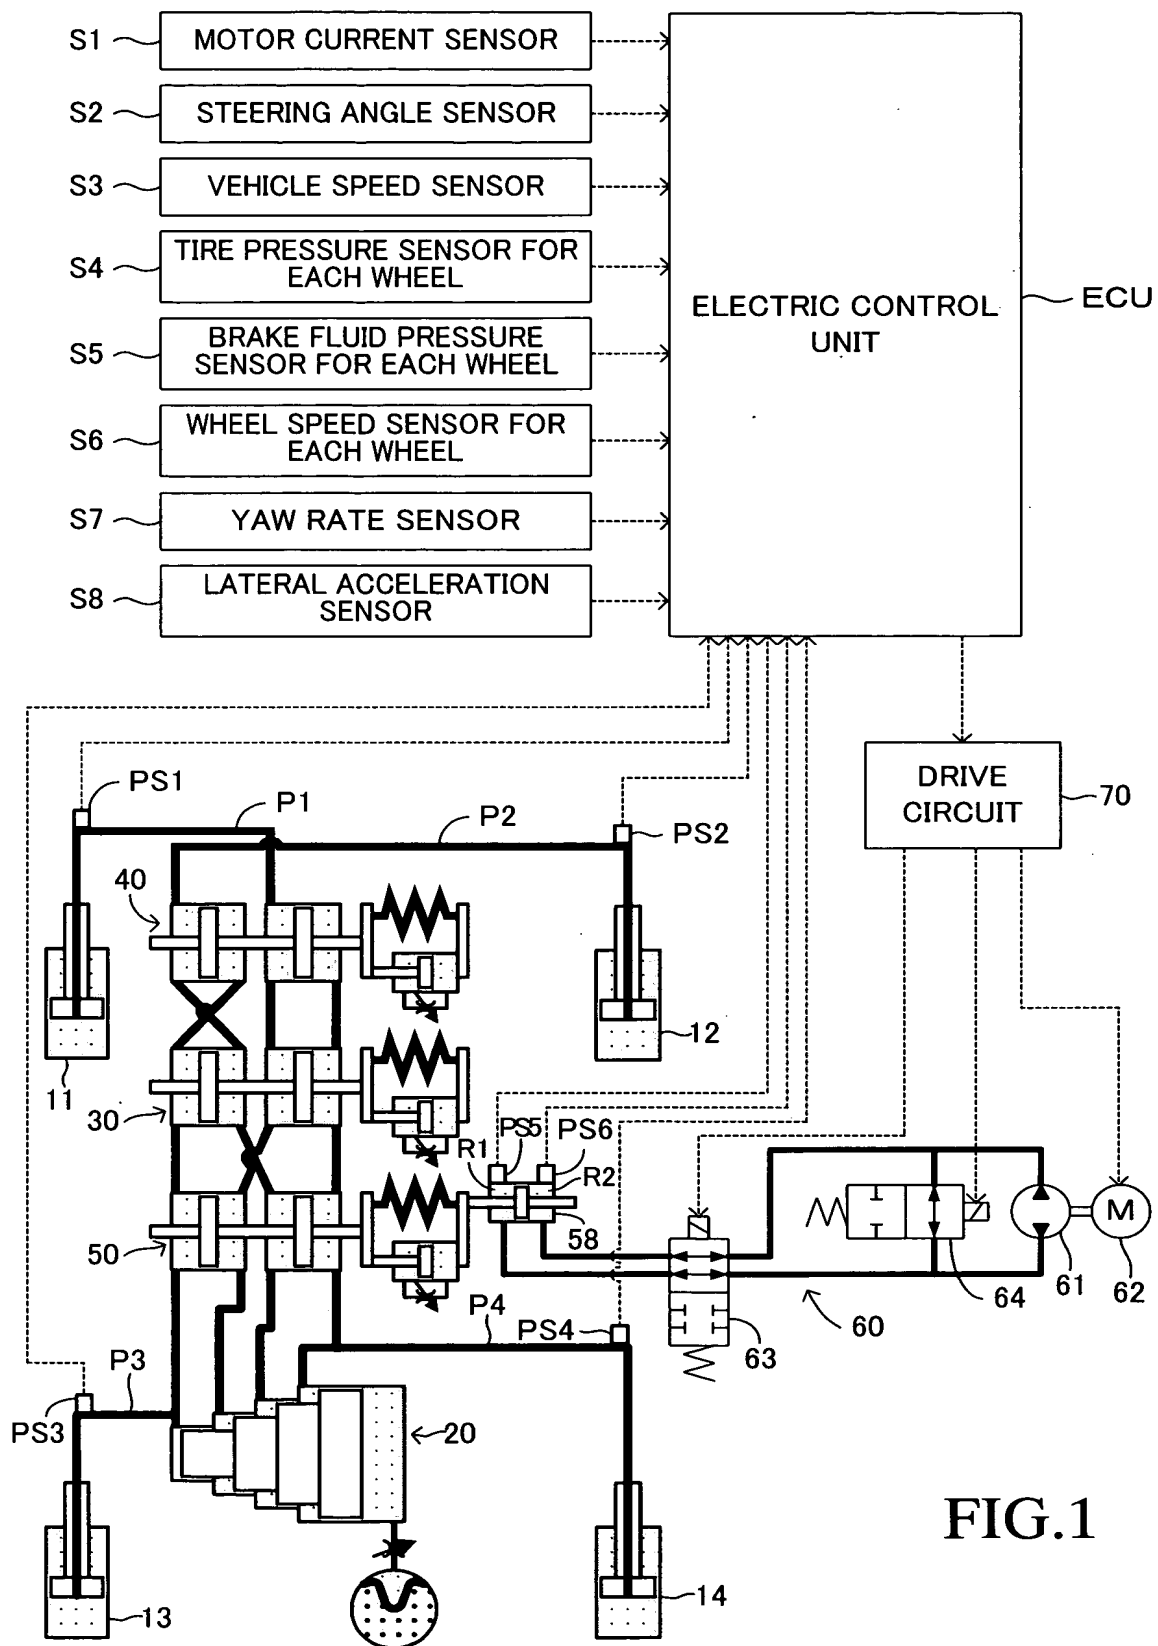 S1
MOTOR CURRENT SENSOR
S2
STEERING ANGLE SENSOR
S3
VEHICLE SPEED SENSOR
S4
TIRE PRESSURE SENSOR FOR
EACH WHEEL
S5
BRAKE FLUID PRESSURE
SENSOR FOR EACH WHEEL
S6
WHEEL SPEED SENSOR FOR
EACH WHEEL
S7
YAW RATE SENSOR
S8
LATERAL ACCELERATION
SENSOR
ELECTRIC CONTROL
UNIT
ECU
DRIVE
CIRCUIT
70
PS1
P1
P2
PS2
40
11
12
30
R1
PS5
PS6
R2
58
50
M
61
62
64
60
63
P4
PS4
P3
PS3
20
13
14
FIG.1